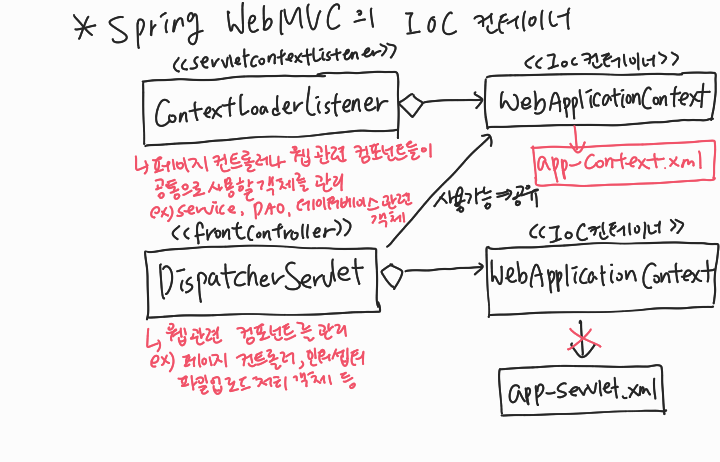 * Spring WebMVC의 IoC 컨테이너
<<ServletContextListener>>
ContextLoaderListener
<<IoC 컨테이너>>
WebApplicationContext
↳ 페이지 컨트롤러나 웹 관련 컴포넌트들이
공통으로 사용할 객체를 관리
ex) service, DAO, 데이터베이스 관련
객체
app-context.xml
사용가능 ⇒ 공유
<<frontController>>
DispatcherServlet
<<IoC 컨테이너>>
WebApplicationContext
↳ 웹 관련 컴포넌트를 관리
ex) 페이지 컨트롤러, 인터셉터
파일업로드 처리 객체 등
app-servlet.xml